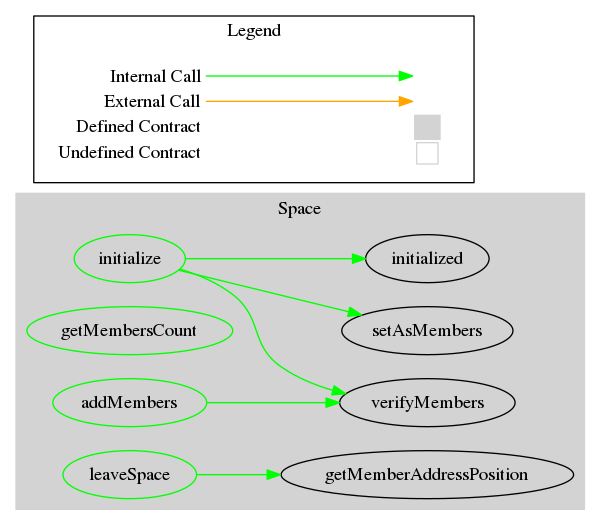 Legend
Internal Call
External Call
Defined Contract
Undefined Contract
Space
initialize
initialized
getMembersCount
setAsMembers
addMembers
verifyMembers
leaveSpace
getMemberAddressPosition